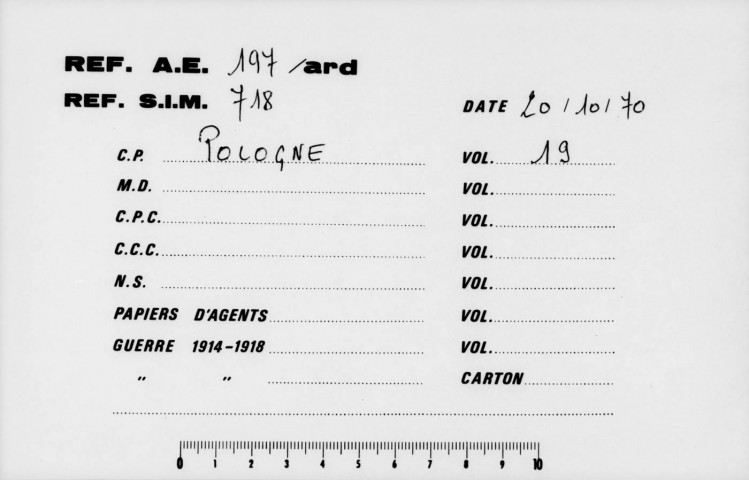 REF. A.E. 197 /ard
REF. S.I.M. 718
DATE 20/10/70
C.P. POLOGNE VOL. 19
M.D. VOL.
C.P.C. VOL.
C.C.C. VOL.
N.S. VOL.
PAPIERS D'AGENTS VOL.
GUERRE 1914-1918 VOL.
" " CARTON
0 1 2 3 4 5 6 7 8 9 10